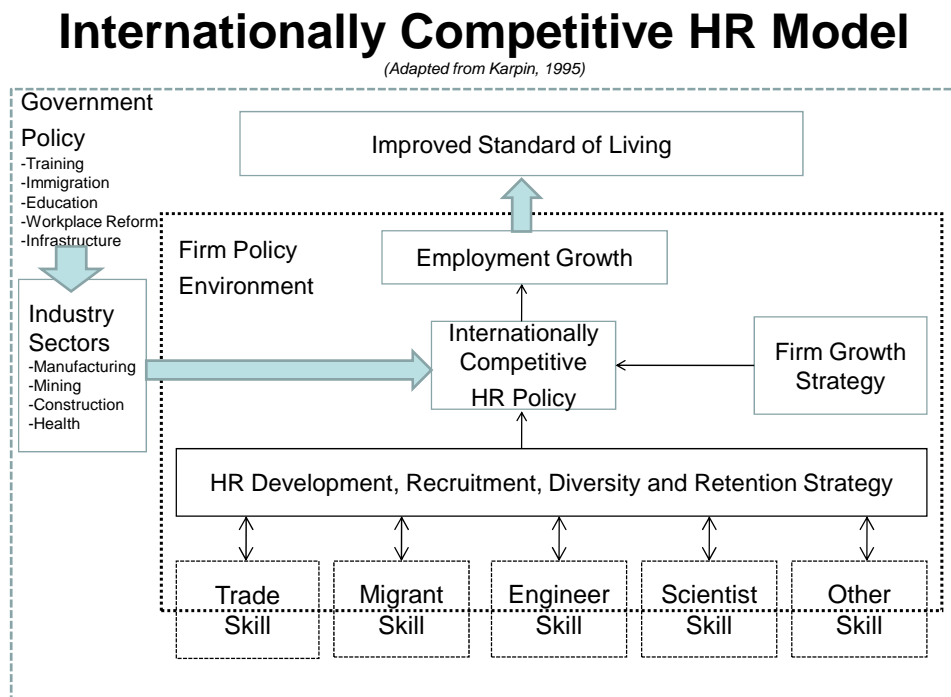 Internationally Competitive HR Model
(Adapted from Karpin, 1995)
Government
Policy
-Training
-Immigration
-Education
-Workplace Reform
-Infrastructure
Improved Standard of Living
Firm Policy
Environment
Employment Growth
Industry
Sectors
-Manufacturing
-Mining
-Construction
-Health
Internationally
Competitive
HR Policy
Firm Growth
Strategy
HR Development, Recruitment, Diversity and Retention Strategy
Trade
Skill
Migrant
Skill
Engineer
Skill
Scientist
Skill
Other
Skill